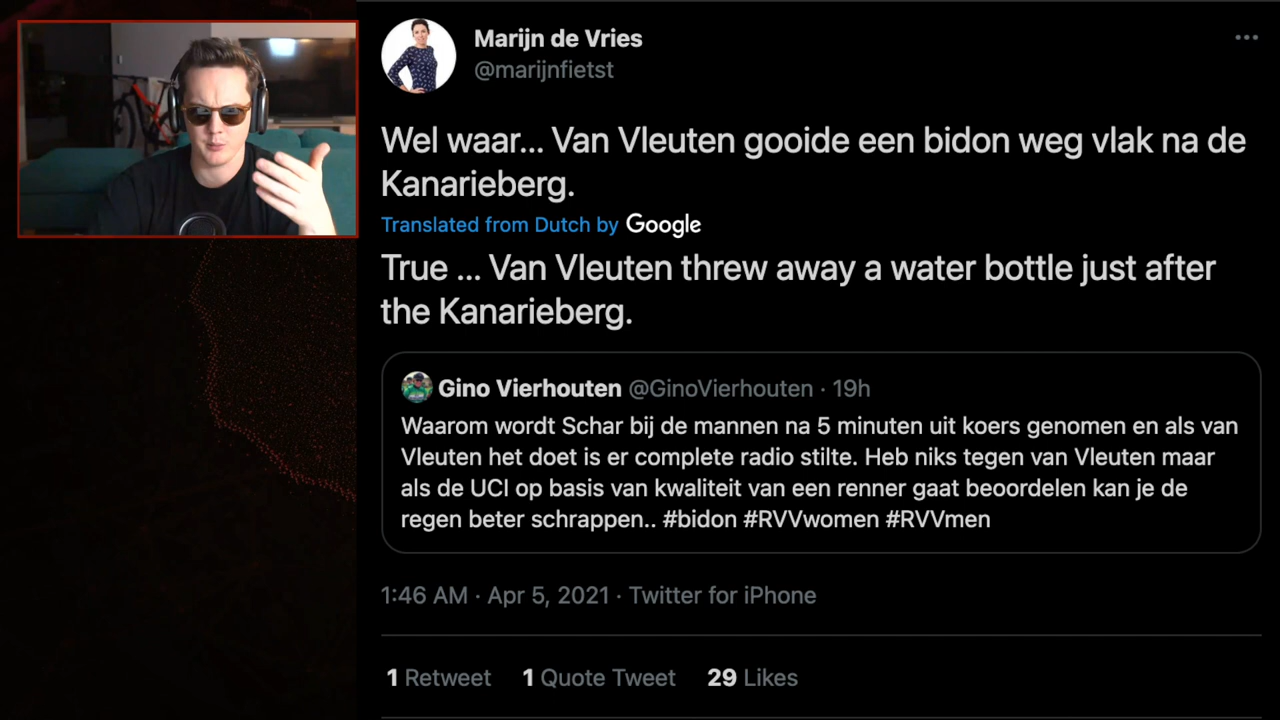 Marijn de Vries
@marijnfietst
Wel waar... Van Vleuten gooide een bidon weg vlak na de
Kanarieberg.
Translated from Dutch by Google
True ... Van Vleuten threw away a water bottle just after
the Kanarieberg.
Gino Vierhouten @GinoVierhouten · 19h
Waarom wordt Schar bij de mannen na 5 minuten uit koers genomen en als van
Vleuten het doet is er complete radio stilte. Heb niks tegen van Vleuten maar
als de UCI op basis van kwaliteit van een renner gaat beoordelen kan je de
regen beter schrappen.. #bidon #RVVwomen #RVVmen
1:46 AM · Apr 5, 2021 · Twitter for iPhone
1 Retweet 1 Quote Tweet 29 Likes